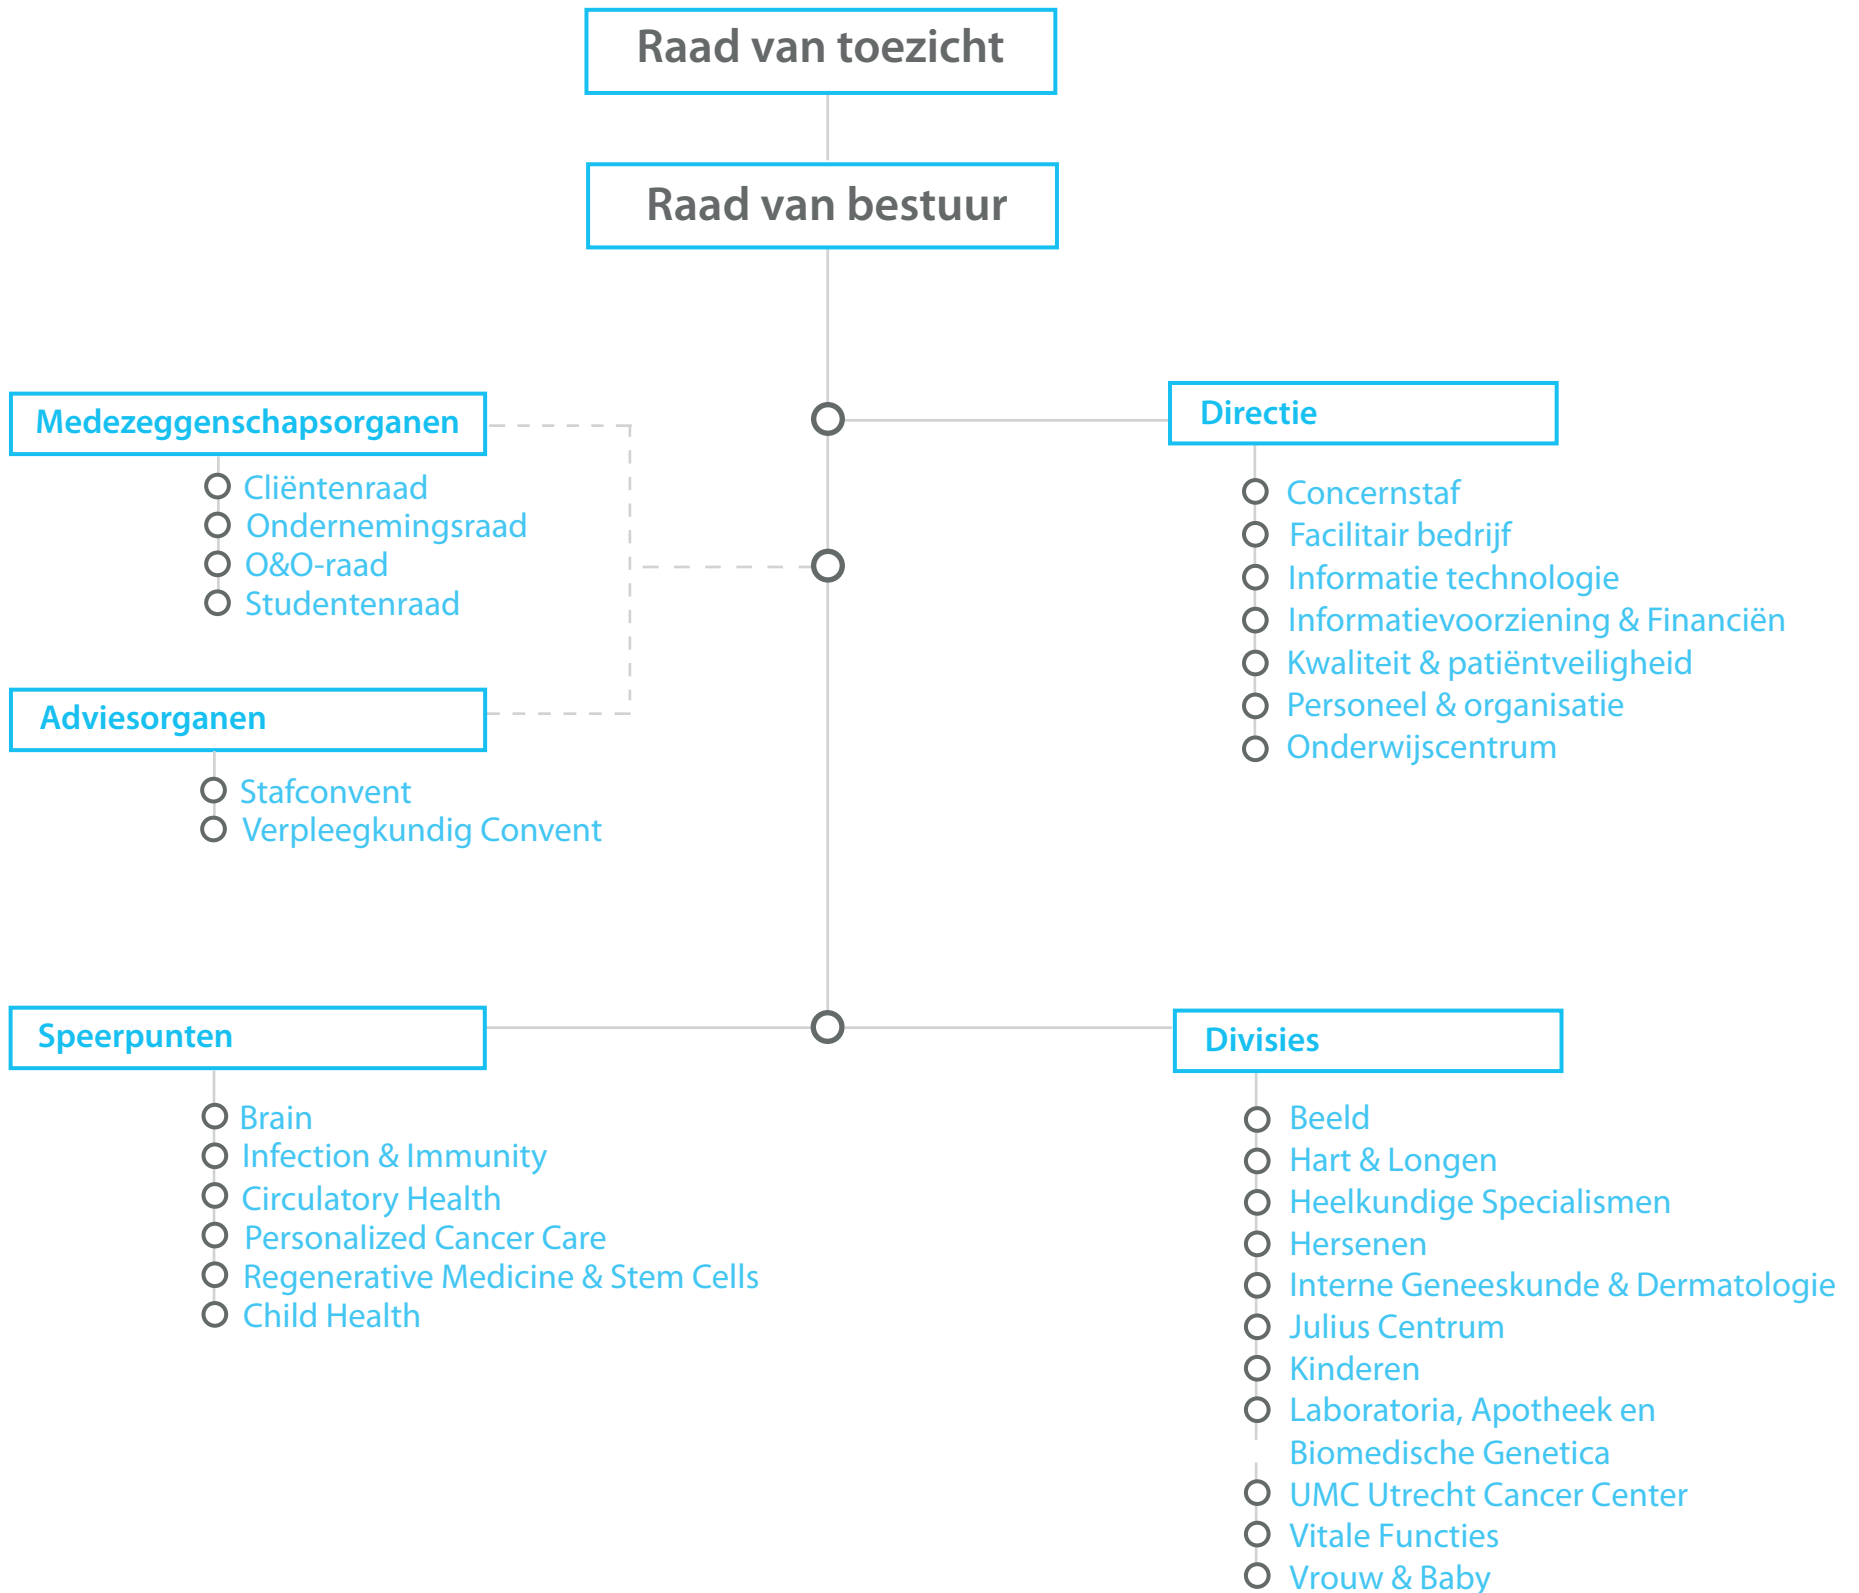 Raad van toezicht
Raad van bestuur
Medezeggenschapsorganen
Cliëntenraad
Ondernemingsraad
O&O-raad
Studentenraad
Adviesorganen
Stafconvent
Verpleegkundig Convent
Directie
Concernstaf
Facilitair bedrijf
Informatie technologie
Informatievoorziening & Financiën
Kwaliteit & patiëntveiligheid
Personeel & organisatie
Onderwijscentrum
Speerpunten
Brain
Infection & Immunity
Circulatory Health
Personalized Cancer Care
Regenerative Medicine & Stem Cells
Child Health
Divisies
Beeld
Hart & Longen
Heelkundige Specialismen
Hersenen
Interne Geneeskunde & Dermatologie
Julius Centrum
Kinderen
Laboratoria, Apotheek en
Biomedische Genetica
UMC Utrecht Cancer Center
Vitale Functies
Vrouw & Baby